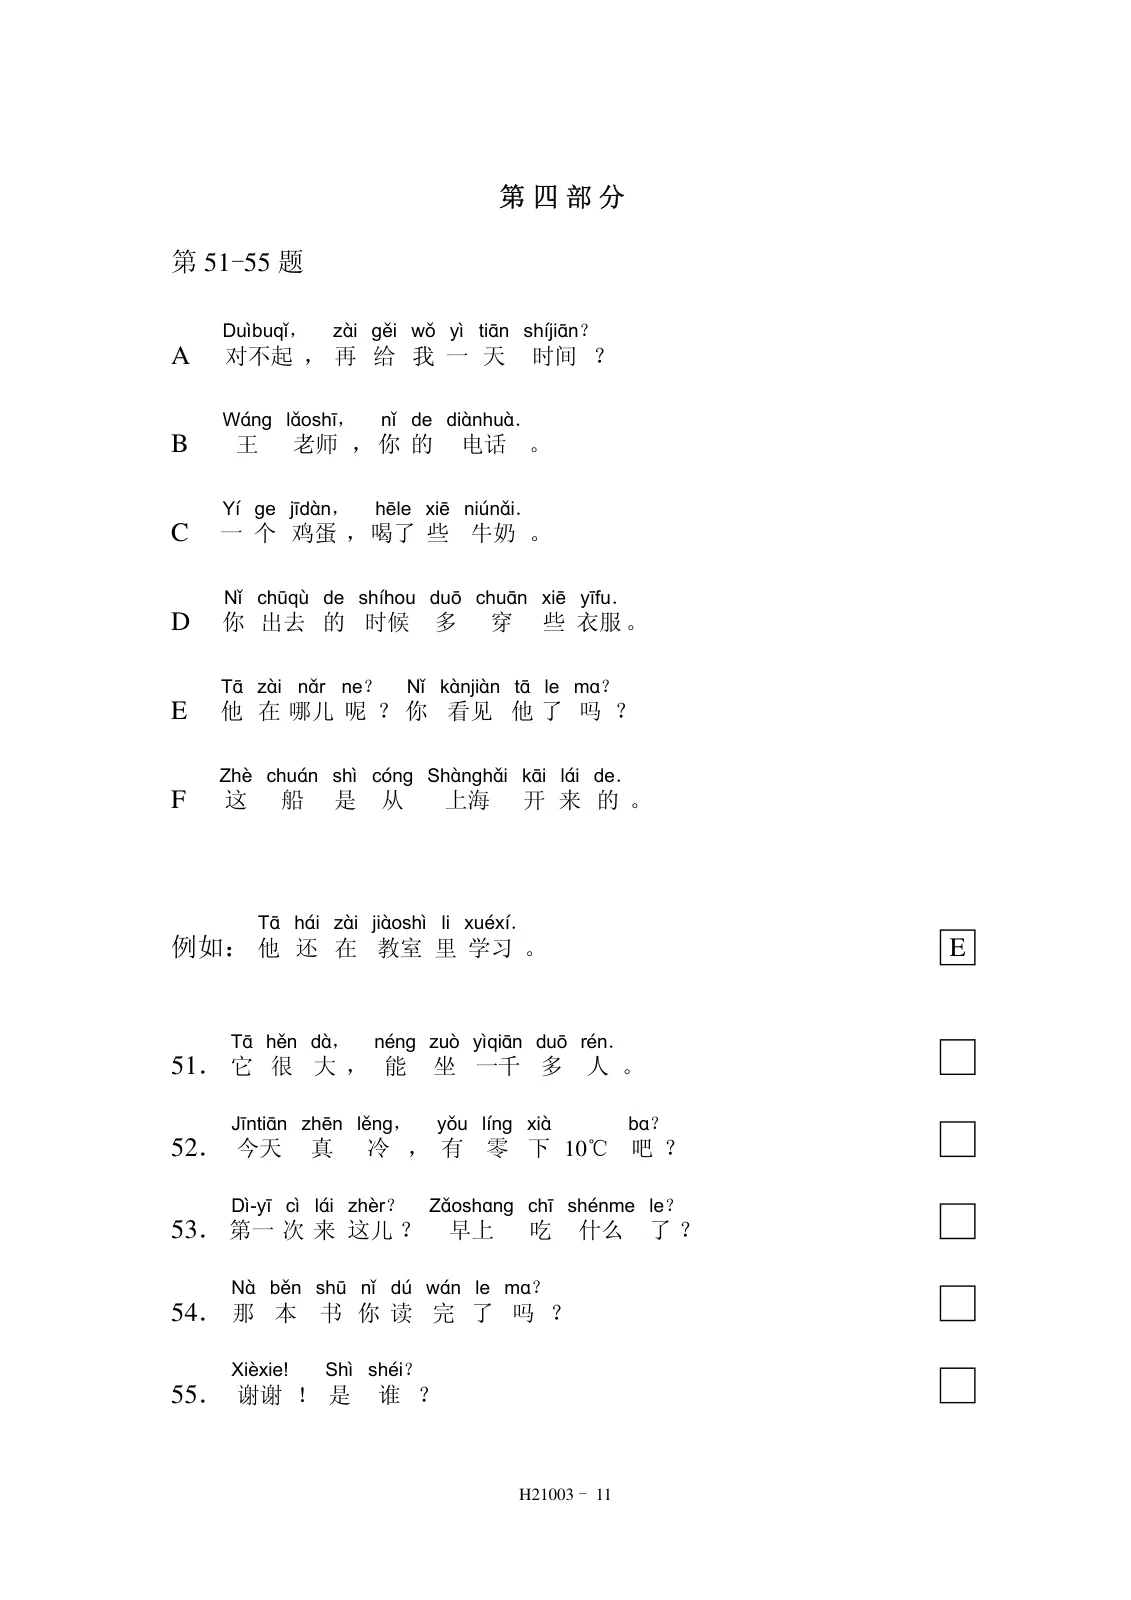 第四部分
第 51-55 题
Duìbuqǐ, zài gěi wǒ yì tiān shíjiān?
A 对不起，再给我一天时间？
Wáng lǎoshī, nǐ de diànhuà.
B 王老师，你的电话。
Yí ge jīdàn, hēle xiē niúnǎi.
C 一个鸡蛋，喝了些牛奶。
Nǐ chūqù de shíhou duō chuān xiē yīfu.
D 你出去的时候多穿些衣服。
Tā zài nǎr ne? Nǐ kànjiàn tā le ma?
E 他在哪儿呢？你看见他了吗？
Zhè chuán shì cóng Shànghǎi kāi lái de.
F 这船是从上海开来的。
Tā hái zài jiàoshì li xuéxí.
例如：他还在教室里学习。 E
Tā hěn dà, néng zuò yìqiān duō rén.
51. 它很大，能坐一千多人。
Jīntiān zhēn lěng, yǒu líng xià ba?
52. 今天真冷，有零下 10℃ 吧？
Dì-yī cì lái zhèr? Zǎoshang chī shénme le?
53. 第一次来这儿？早上吃什么了？
Nà běn shū nǐ dú wán le ma?
54. 那本书你读完了吗？
Xièxie! Shì shéi?
55. 谢谢！是谁？
H21003 - 11